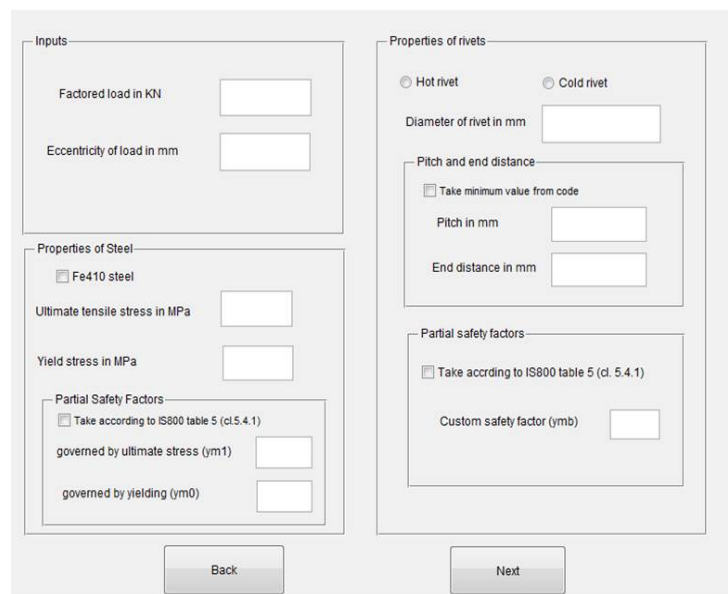 Inputs
Factored load in KN
Eccentricity of load in mm
Properties of Steel
Fe410 steel
Ultimate tensile stress in MPa
Yield stress in MPa
Partial Safety Factors
Take according to IS800 table 5 (cl.5.4.1)
governed by ultimate stress (ym1)
governed by yielding (ym0)
Back
Properties of rivets
Hot rivet
Cold rivet
Diameter of rivet in mm
Pitch and end distance
Take minimum value from code
Pitch in mm
End distance in mm
Partial safety factors
Take accrding to IS800 table 5 (cl. 5.4.1)
Custom safety factor (ymb)
Next